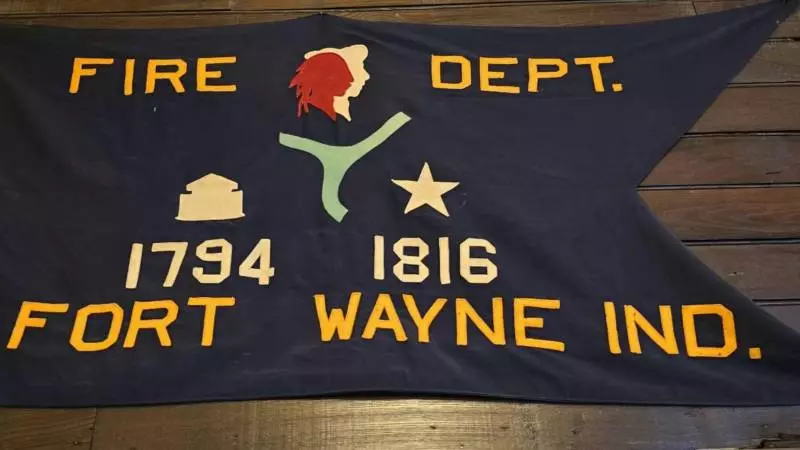 FIRE DEPT.
1794 1816
FORT WAYNE IND.